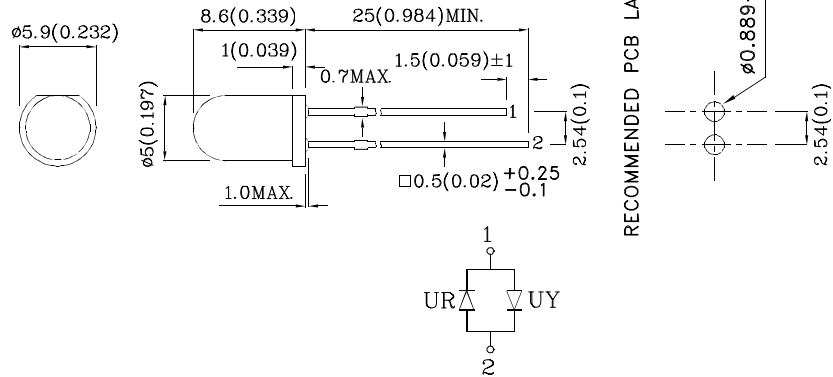 ø5.9(0.232)
8.6(0.339)
25(0.984)MIN.
1(0.039)
0.7MAX.
1.5(0.059)±1
ø5(0.197)
1
2
2.54(0.1)
□0.5(0.02) +0.25
-0.1
1.0MAX.
RECOMMENDED PCB LA
ø0.889
2.54(0.1)
1
UR
UY
2